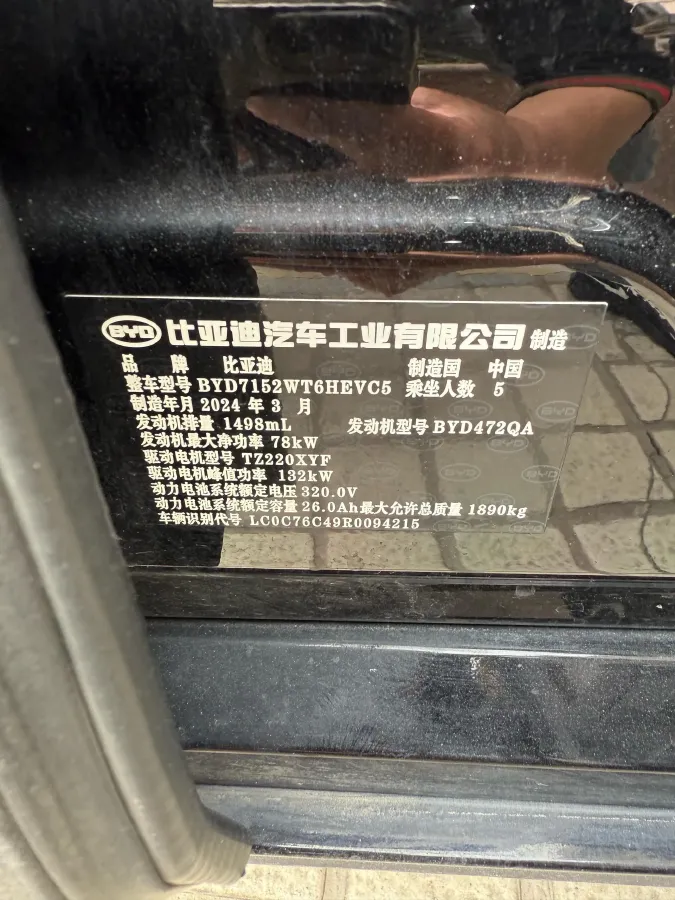 BYD 比亚迪汽车工业有限公司 制造
品 牌 比亚迪 制造国 中国
整车型号 BYD7152WT6HEVC5 乘坐人数 5
制造年月 2024 年 3 月
发动机排量 1498mL 发动机型号 BYD472QA
发动机最大净功率 78kW
驱动电机型号 TZ220XYF
驱动电机峰值功率 132kW
动力电池系统额定电压 320.0V
动力电池系统额定容量 26.0Ah 最大允许总质量 1890kg
车辆识别代号 LC0C76C49R0094215